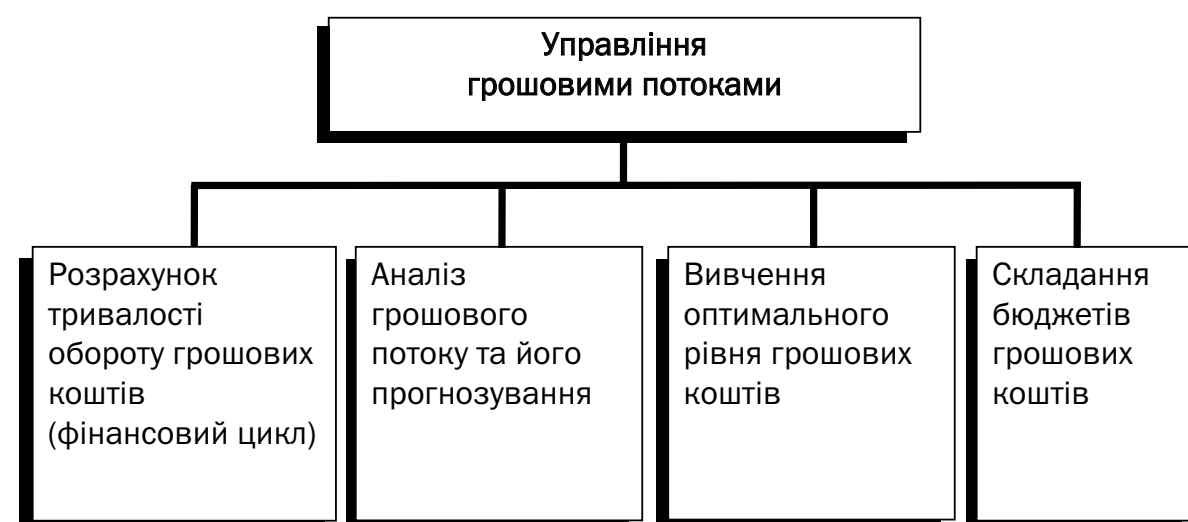 Управління
грошовими потоками
Розрахунок
тривалості
обороту грошових
коштів
(фінансовий цикл)
Аналіз
грошового
потоку та його
прогнозування
Вивчення
оптимального
рівня грошових
коштів
Складання
бюджетів
грошових
коштів